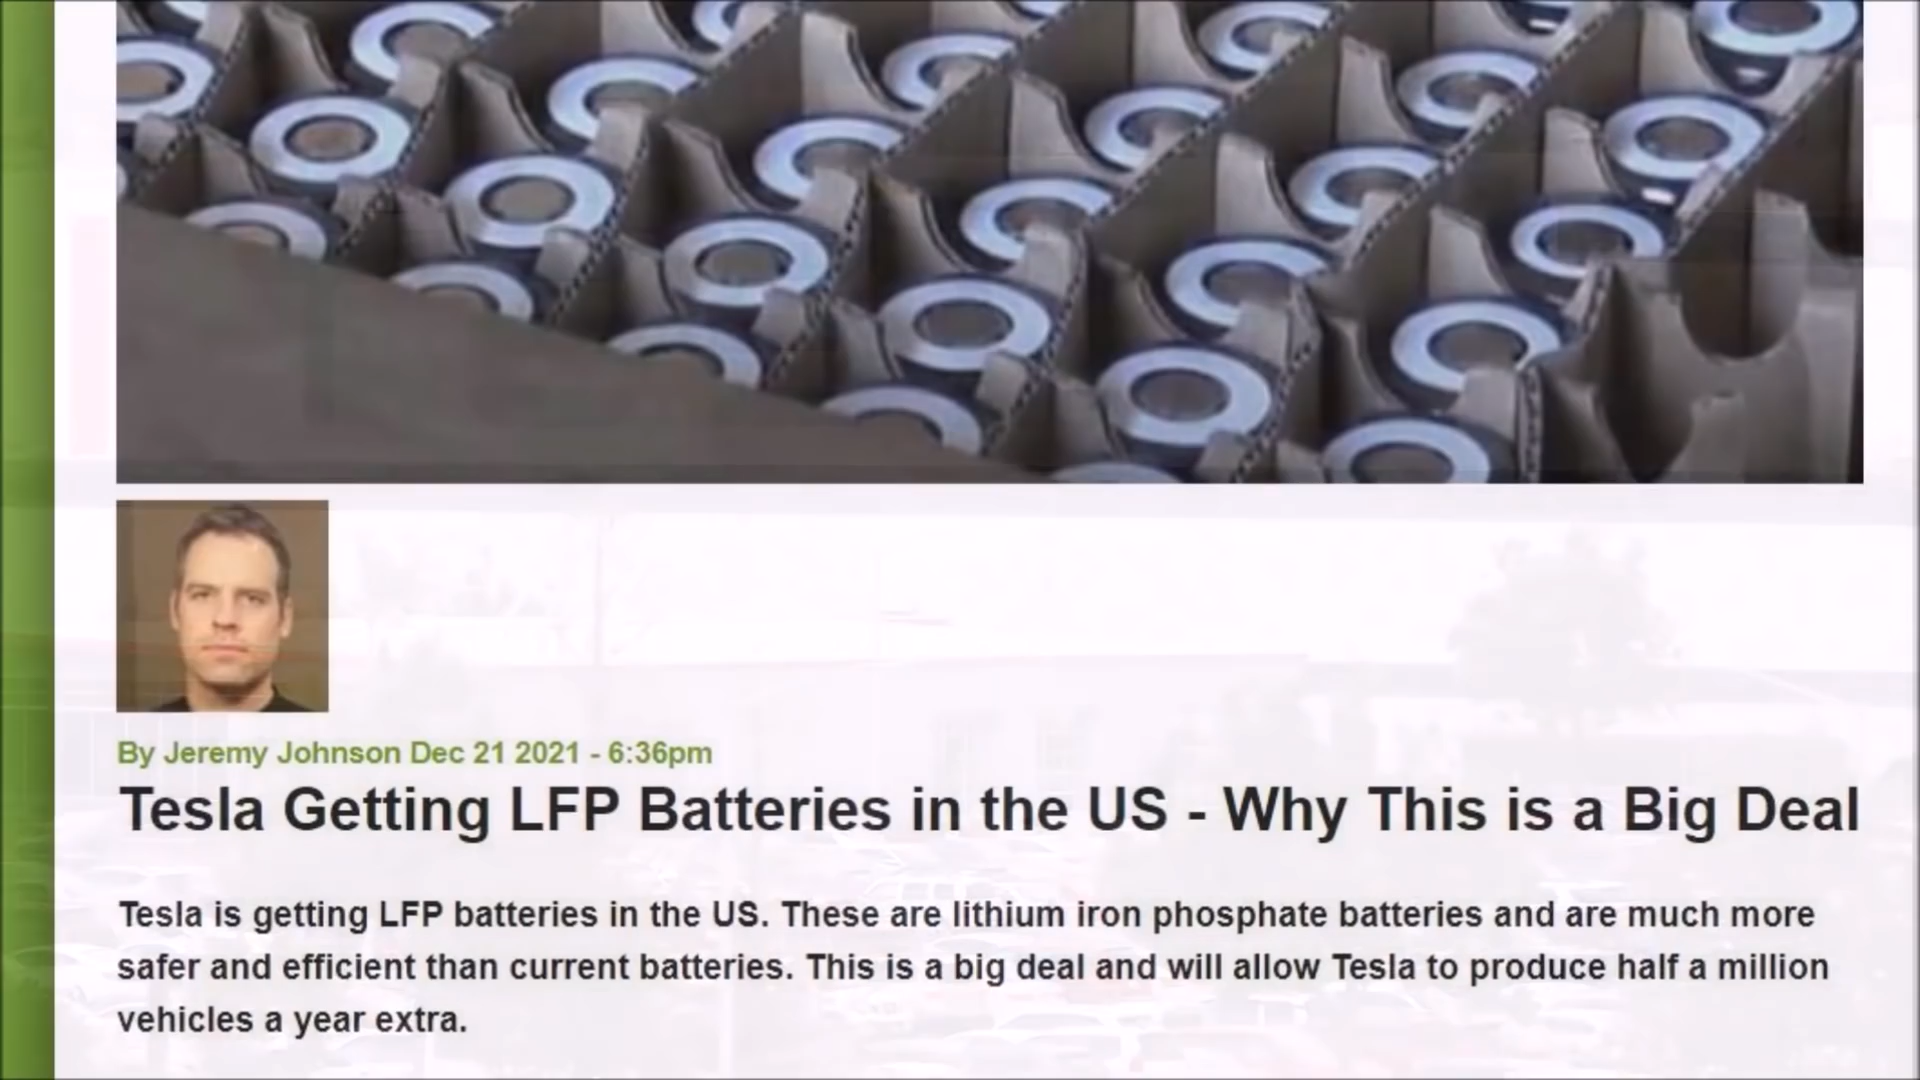 By Jeremy Johnson Dec 21 2021 - 6:36pm
Tesla Getting LFP Batteries in the US - Why This is a Big Deal
Tesla is getting LFP batteries in the US. These are lithium iron phosphate batteries and are much more
safer and efficient than current batteries. This is a big deal and will allow Tesla to produce half a million
vehicles a year extra.